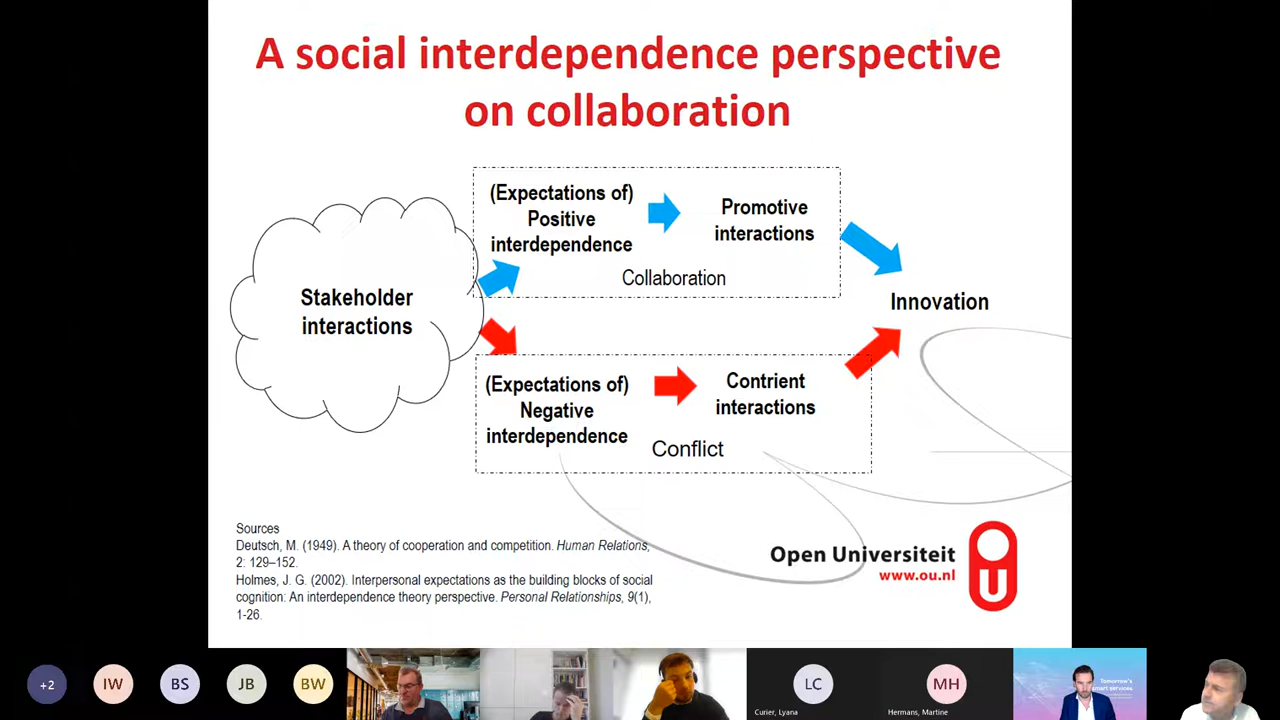 A social interdependence perspective
on collaboration
(Expectations of)
Positive
interdependence
Promotive
interactions
Collaboration
Stakeholder
interactions
Innovation
(Expectations of)
Negative
interdependence
Contrient
interactions
Conflict
Sources
Deutsch, M. (1949). A theory of cooperation and competition. Human Relations,
2: 129–152.
Holmes, J. G. (2002). Interpersonal expectations as the building blocks of social
cognition: An interdependence theory perspective. Personal Relationships, 9(1),
1-26.
Open Universiteit
www.ou.nl
+2
IW
BS
JB
BW
LC
Curier, Lyana
MH
Hermans, Martine
Tomorrow's
smart services